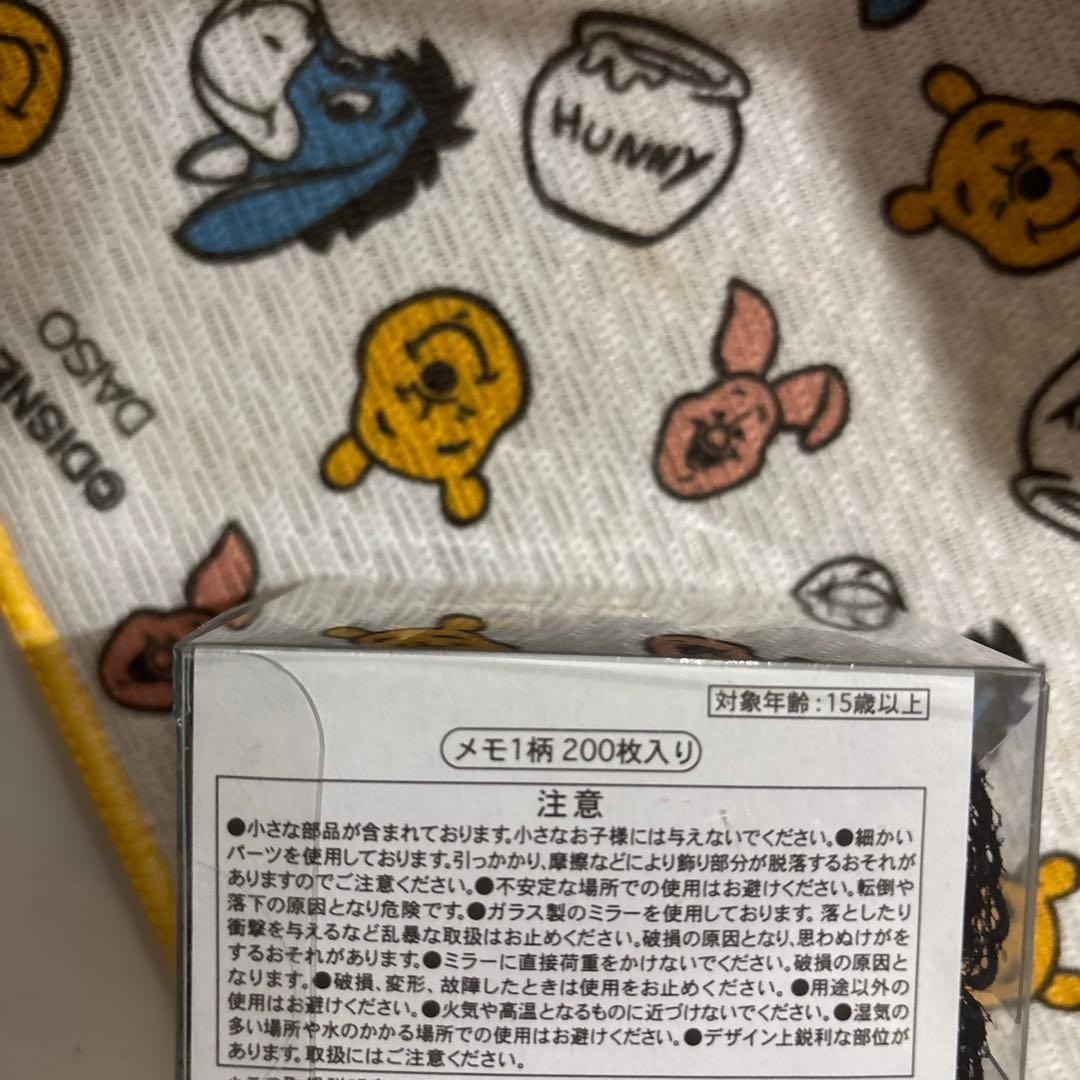 HUNNY
©DISNE
DAISO
対象年齢:15歳以上
メモ1柄 200枚入り
注意
●小さな部品が含まれております。小さなお子様には与えないでください。●細かい
パーツを使用しております。引っかかり、摩擦などにより飾り部分が脱落するおそれが
ありますのでご注意ください。●不安定な場所での使用はお避けください。転倒や
落下の原因となり危険です。●ガラス製のミラーを使用しております。落としたり
衝撃を与えるなど乱暴な取扱はお止めください。破損の原因となり、思わぬけがを
するおそれがあります。●ミラーに直接荷重をかけないでください。破損の原因と
なります。●破損、変形、故障したときは使用をお止めください。●用途以外の
使用はお避けください。●火気や高温となるものに近づけないでください。●湿気の
多い場所や水のかかる場所での使用はお避けください。●デザイン上鋭利な部位が
あります。取扱にはご注意ください。